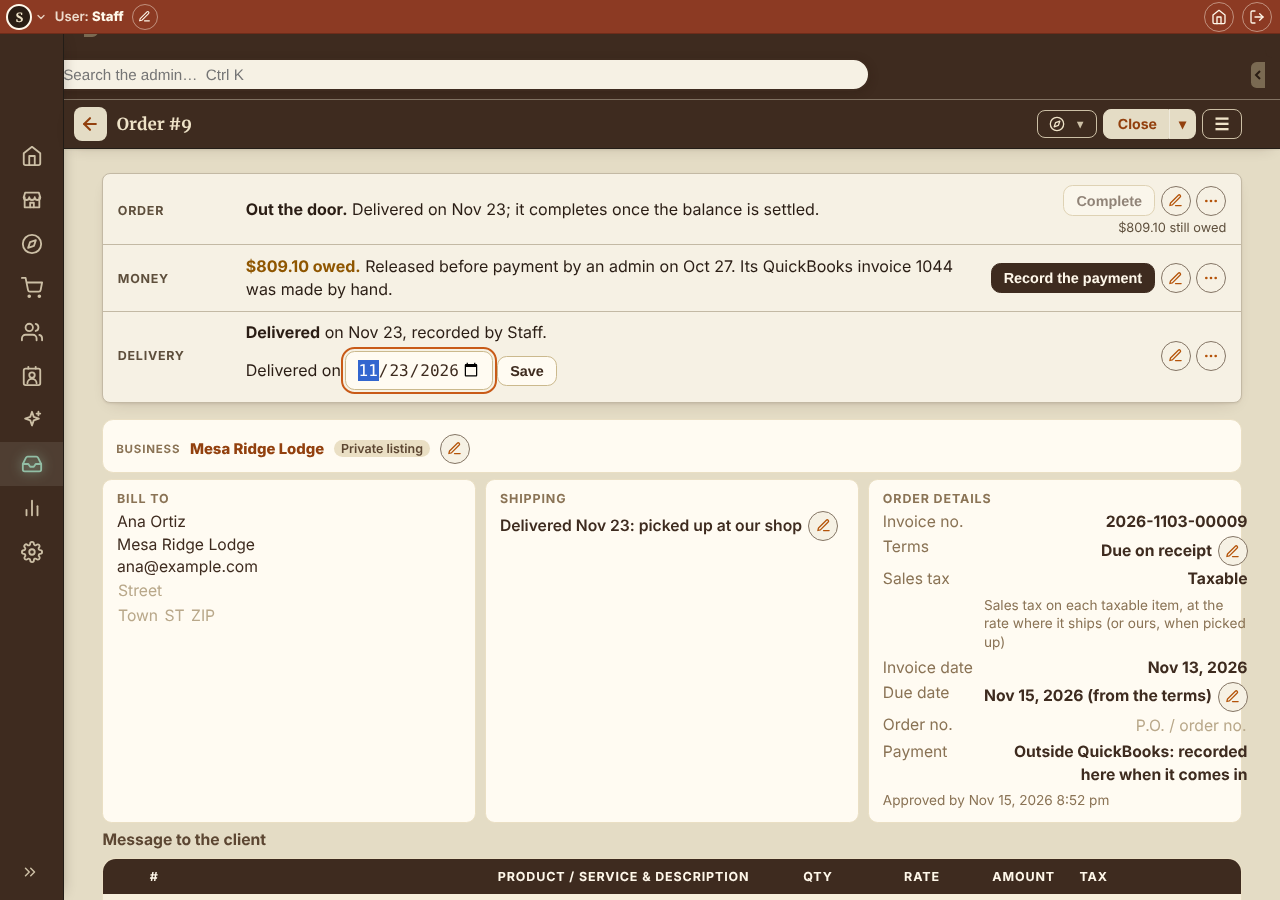 S User: Staff
Search the admin… Ctrl K
Order #9
Close
ORDER
Out the door. Delivered on Nov 23; it completes once the balance is settled.
Complete
$809.10 still owed
MONEY
$809.10 owed. Released before payment by an admin on Oct 27. Its QuickBooks invoice 1044
was made by hand.
Record the payment
DELIVERY
Delivered on Nov 23, recorded by Staff.
Delivered on 11/23/2026 Save
BUSINESS Mesa Ridge Lodge Private listing
BILL TO
Ana Ortiz
Mesa Ridge Lodge
ana@example.com
Street
Town ST ZIP
SHIPPING
Delivered Nov 23: picked up at our shop
ORDER DETAILS
Invoice no. 2026-1103-00009
Terms Due on receipt
Sales tax Taxable
Sales tax on each taxable item, at the
rate where it ships (or ours, when picked
up)
Invoice date Nov 13, 2026
Due date Nov 15, 2026 (from the terms)
Order no. P.O. / order no.
Payment Outside QuickBooks: recorded
here when it comes in
Approved by Nov 15, 2026 8:52 pm
Message to the client
# PRODUCT / SERVICE & DESCRIPTION QTY RATE AMOUNT TAX